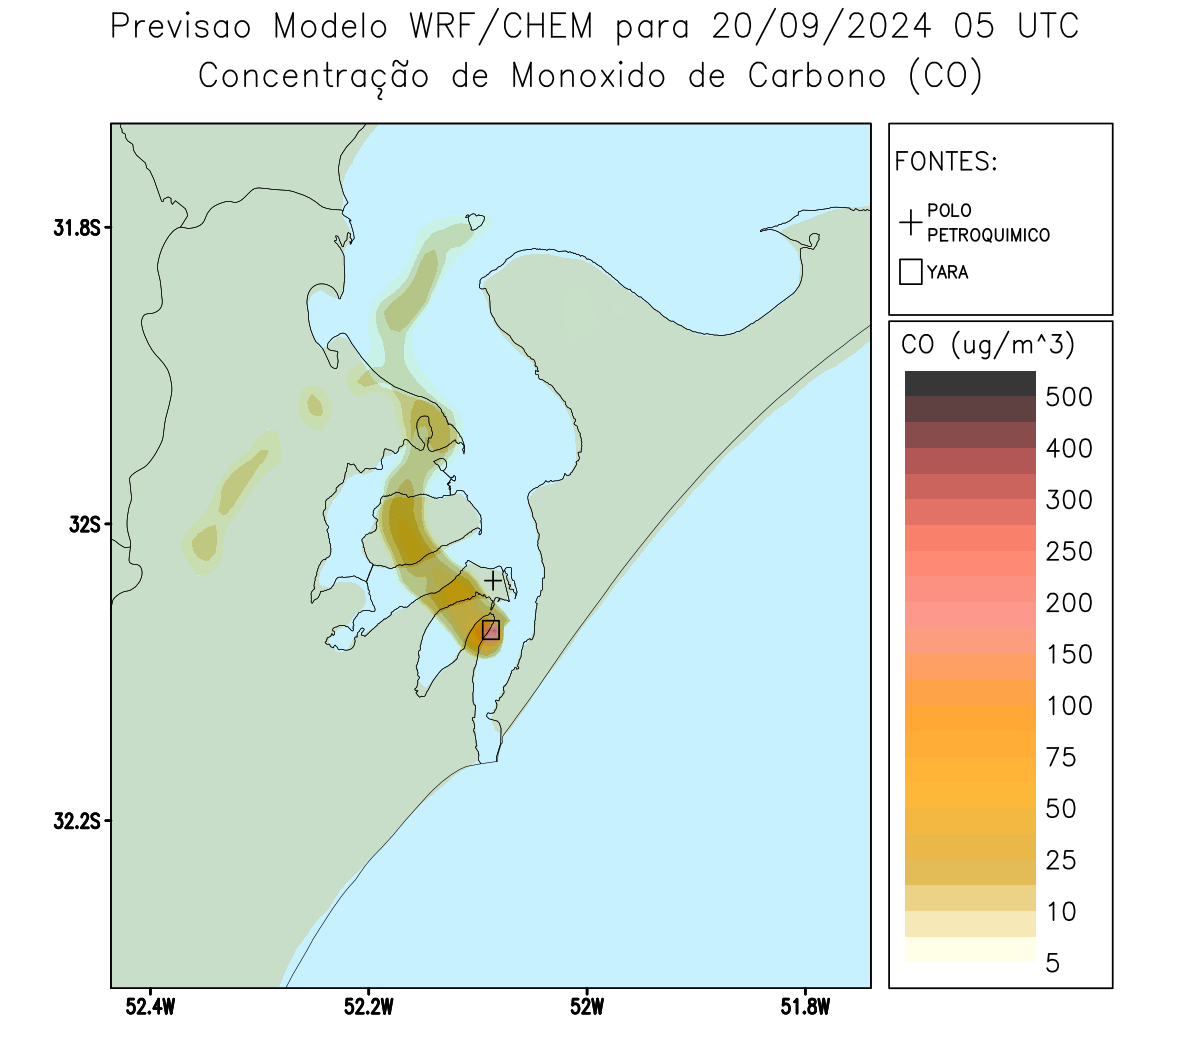 Previsao Modelo WRF/CHEM para 20/09/2024 05 UTC
Concentração de Monoxido de Carbono (CO)
FONTES:
POLO
PETROQUIMICO
YARA
CO (ug/m^3)
500
400
300
250
200
150
100
75
50
25
10
5
31.8S
32S
32.2S
52.4W
52.2W
52W
51.8W